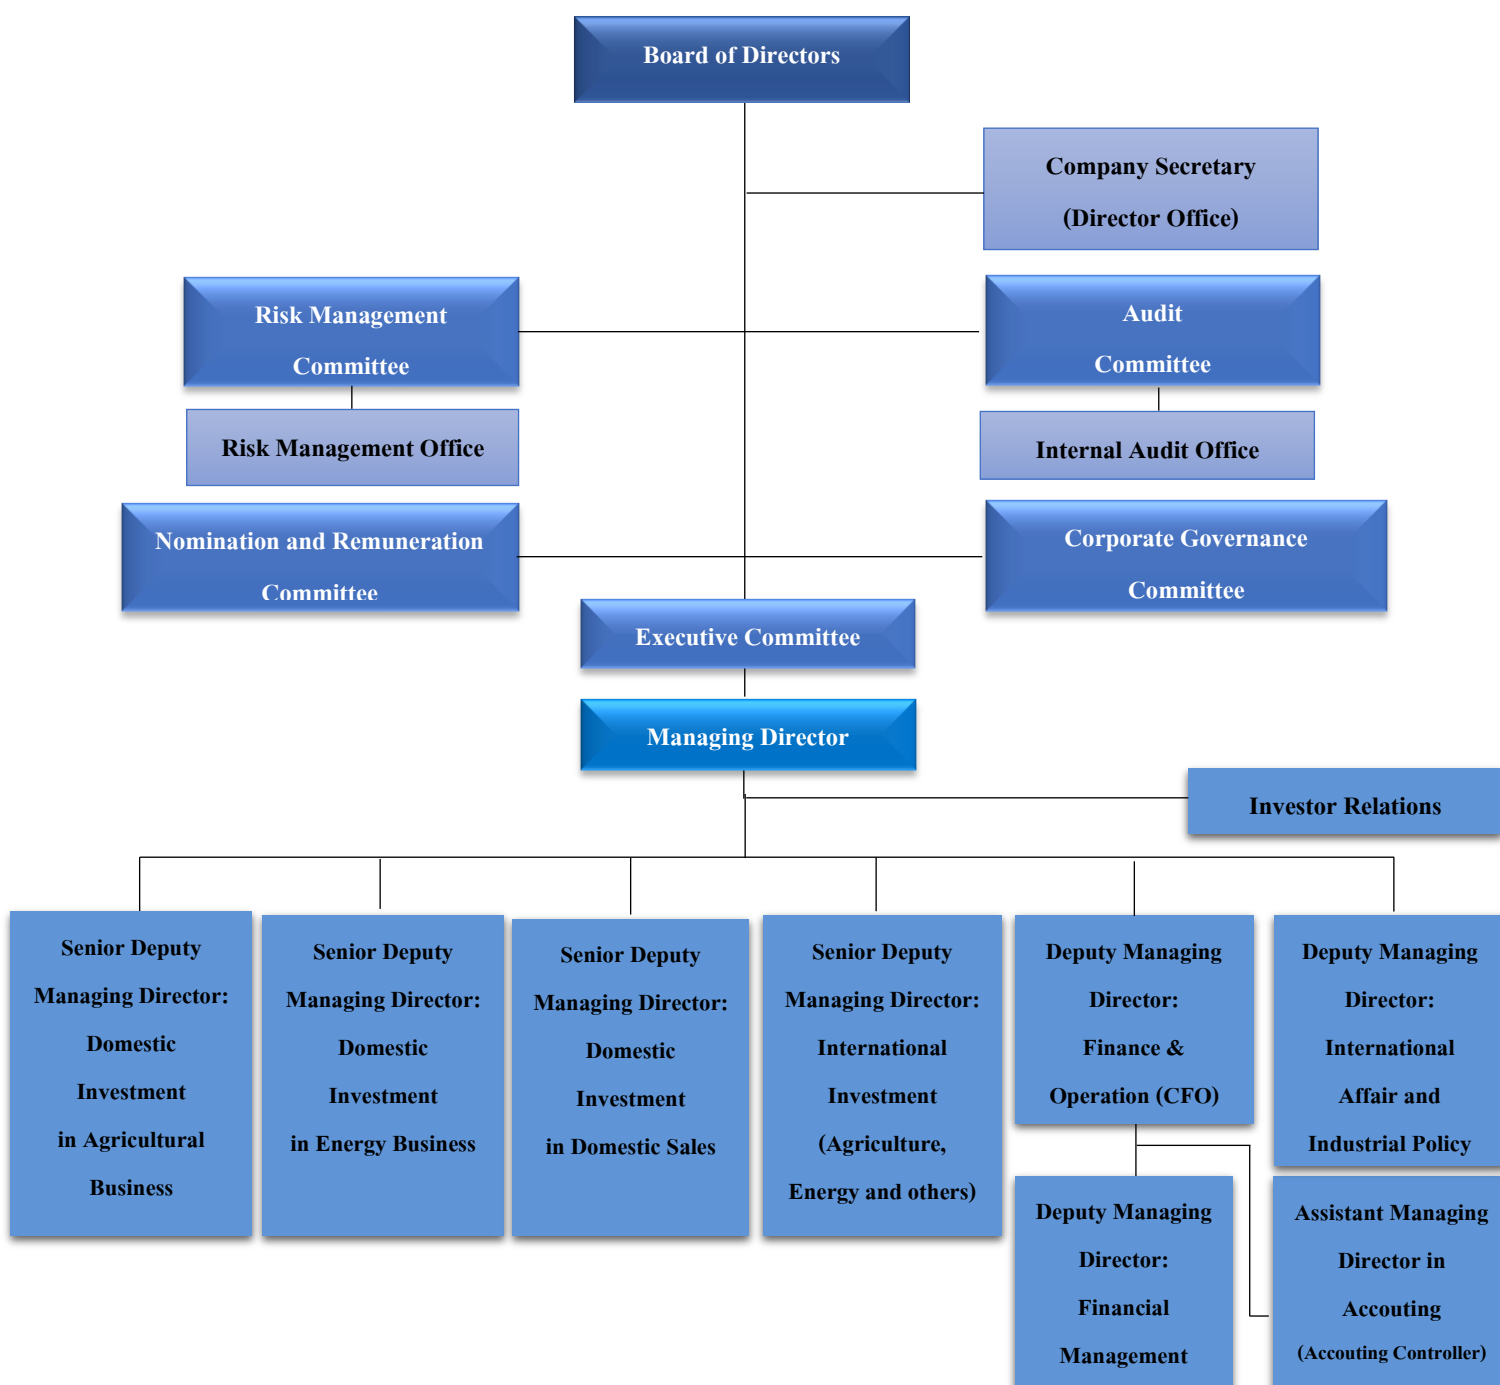 Board of Directors
Company Secretary
(Director Office)
Risk Management
Committee
Audit
Committee
Risk Management Office
Internal Audit Office
Nomination and Remuneration
Committee
Corporate Governance
Committee
Executive Committee
Managing Director
Investor Relations
Senior Deputy
Managing Director:
Domestic
Investment
in Agricultural
Business
Senior Deputy
Managing Director:
Domestic
Investment
in Energy Business
Senior Deputy
Managing Director:
Domestic
Investment
in Domestic Sales
Senior Deputy
Managing Director:
International
Investment
(Agriculture,
Energy and others)
Deputy Managing
Director:
Finance &
Operation (CFO)
Deputy Managing
Director:
International
Affair and
Industrial Policy
Deputy Managing
Director:
Financial
Management
Assistant Managing
Director in
Accouting
(Accouting Controller)